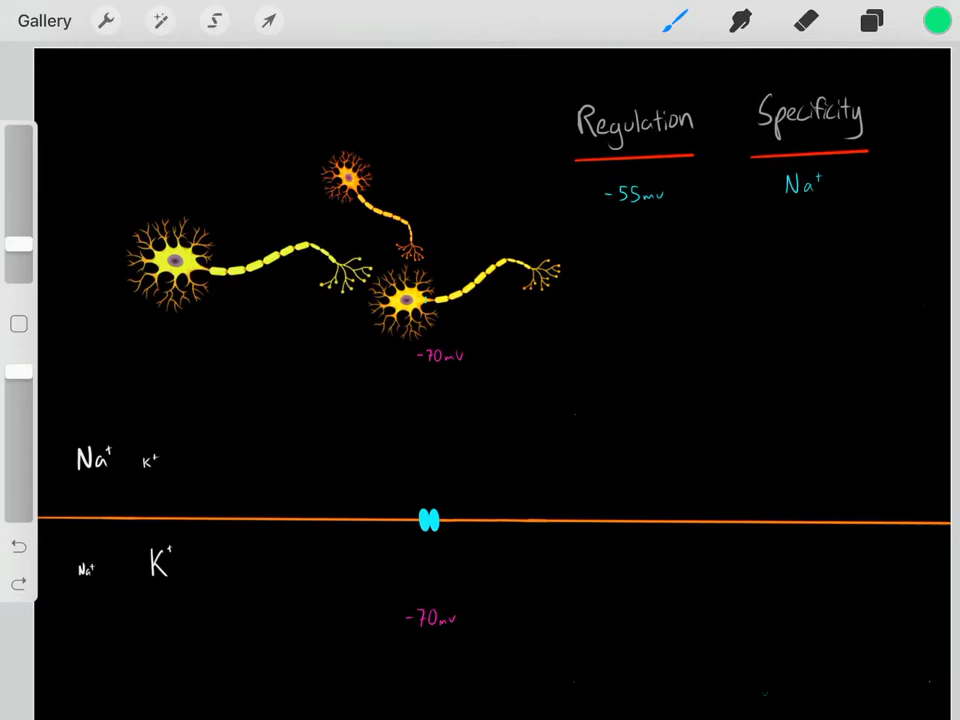 Gallery
Regulation Specificity
-55mv Na+
-70mV
Na+ K+
Na+ K+
-70mv